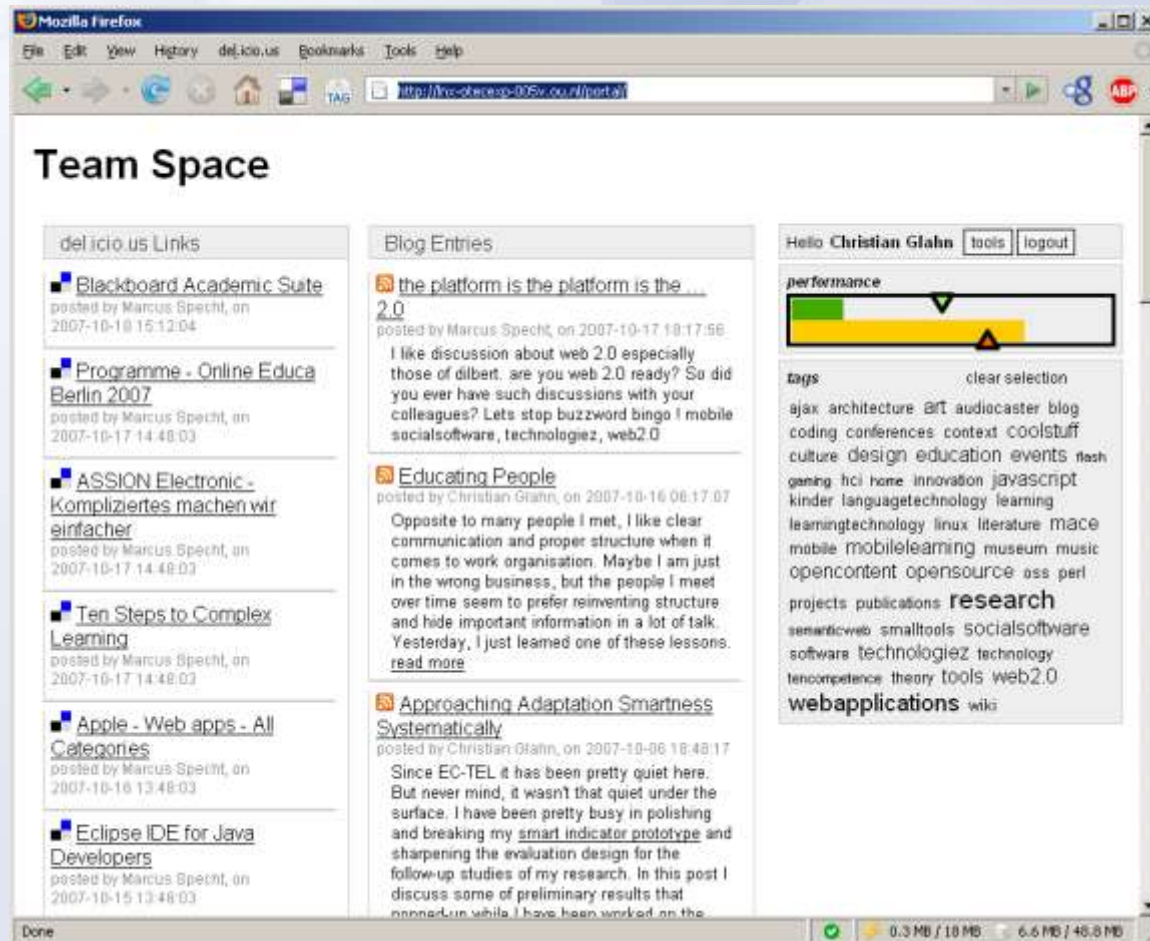 Mozilla Firefox
File Edit View History del.icio.us Bookmarks Tools Help
TAG
ABP
Team Space
del.icio.us Links
Blackboard Academic Suite
posted by Marcus Specht, on
2007-10-18 15:12:04
Programme - Online Educa
Berlin 2007
posted by Marcus Specht, on
2007-10-17 14:48:03
ASSION Electronic -
Kompliziertes machen wir
einfacher
posted by Marcus Specht, on
2007-10-17 14:48:03
Ten Steps to Complex
Learning
posted by Marcus Specht, on
2007-10-17 14:48:03
Apple - Web apps - All
Categories
posted by Marcus Specht, on
2007-10-16 13:48:03
Eclipse IDE for Java
Developers
posted by Marcus Specht, on
2007-10-15 13:48:03
Blog Entries
the platform is the platform is the ...
2.0
posted by Marcus Specht, on 2007-10-17 18:17:56
I like discussion about web 2.0 especially
those of dilbert. are you web 2.0 ready? So did
you ever have such discussions with your
colleagues? Lets stop buzzword bingo ! mobile
socialsoftware, technologiez, web2.0
Educating People
posted by Christian Glahn, on 2007-10-16 06:17:07
Opposite to many people I met, I like clear
communication and proper structure when it
comes to work organisation. Maybe I am just
in the wrong business, but the people I meet
over time seem to prefer reinventing structure
and hide important information in a lot of talk.
Yesterday, I just learned one of these lessons.
read more
Approaching Adaptation Smartness
Systematically
posted by Christian Glahn, on 2007-10-06 18:48:17
Since EC-TEL it has been pretty quiet here.
But never mind, it wasn't that quiet under the
surface. I have been pretty busy in polishing
and breaking my smart indicator prototype and
sharpening the evaluation design for the
follow-up studies of my research. In this post I
discuss some of preliminary results that
popped-up while I have been worked on the
Hello Christian Glahn tools logout
performance
tags clear selection
ajax architecture art audiocaster blog
coding conferences context coolstuff
culture design education events flash
gaming hci home innovation javascript
kinder languagetechnology learning
learningtechnology linux literature mace
mobile mobilelearning museum music
opencontent opensource oss perl
projects publications research
semanticweb smalltools socialsoftware
software technologiez technology
tencompetence theory tools web2.0
webapplications wiki
Done 0.3 MB / 18 MB 6.6 MB / 48.8 MB